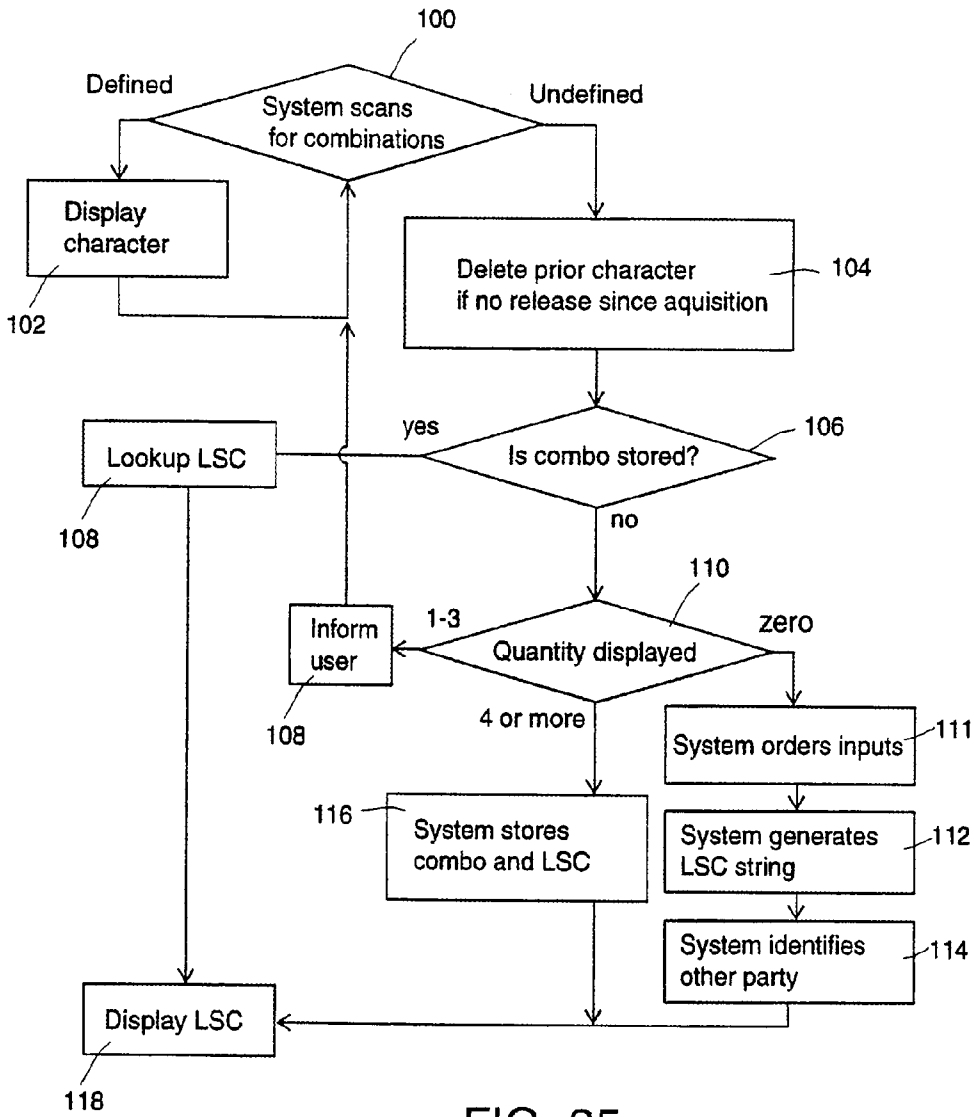 100
Defined
Undefined
System scans
for combinations
Display
character
102
Delete prior character
if no release since aquisition
104
yes
Is combo stored?
106
Lookup LSC
108
no
110
1-3
Quantity displayed
zero
Inform
user
108
4 or more
System orders inputs
111
116
System stores
combo and LSC
System generates
LSC string
112
System identifies
other party
114
Display LSC
118
FIG. 25